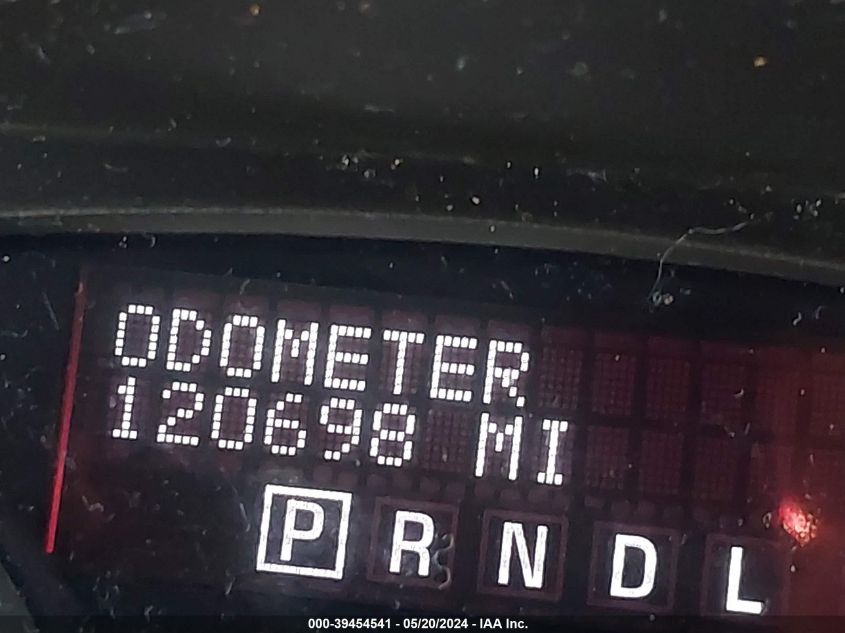 ODOMETER
120698 MI
P R N D L
000-39454541 - 05/20/2024 - IAA Inc.